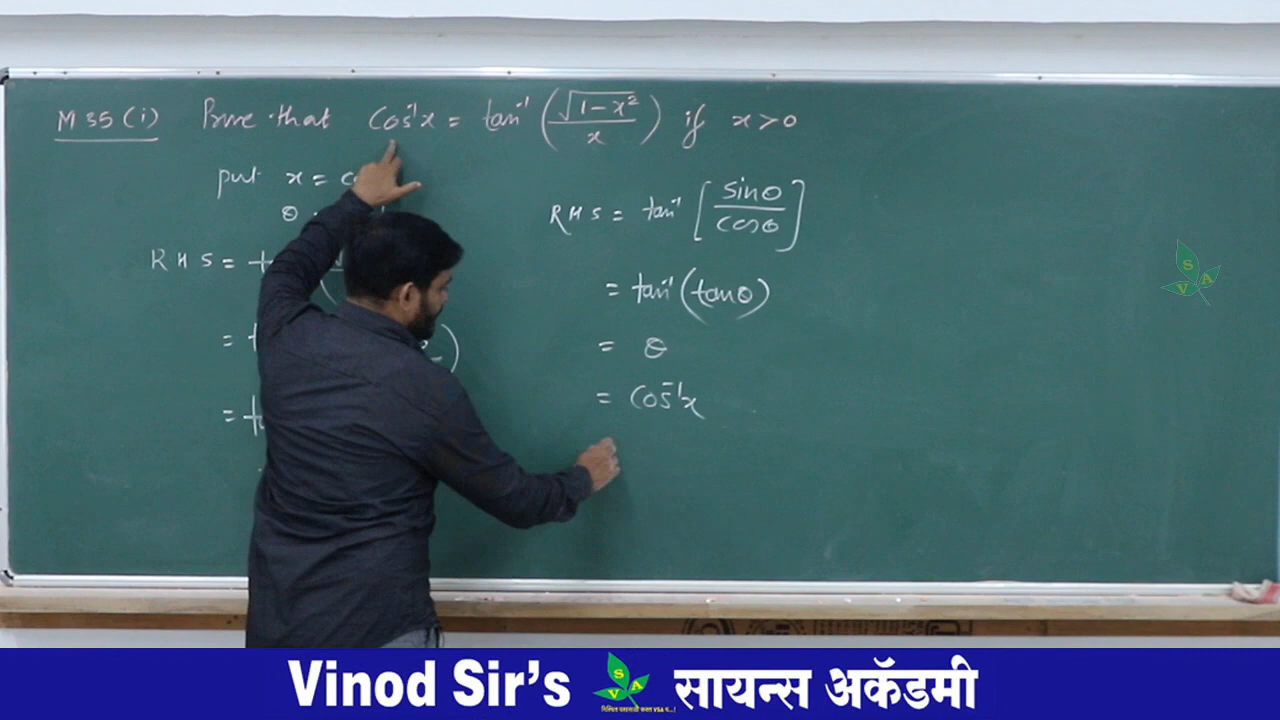 M 35 (i) Prove that Cos⁻¹x = tan⁻¹(√(1-x²)/x) if x > 0
put x = c
θ
RHS =
=
=
RHS = tan⁻¹[sinθ/cosθ]
= tan⁻¹(tanθ)
= θ
= Cos⁻¹x
S
V A
Vinod Sir's SVA सायन्स अकॅडमी